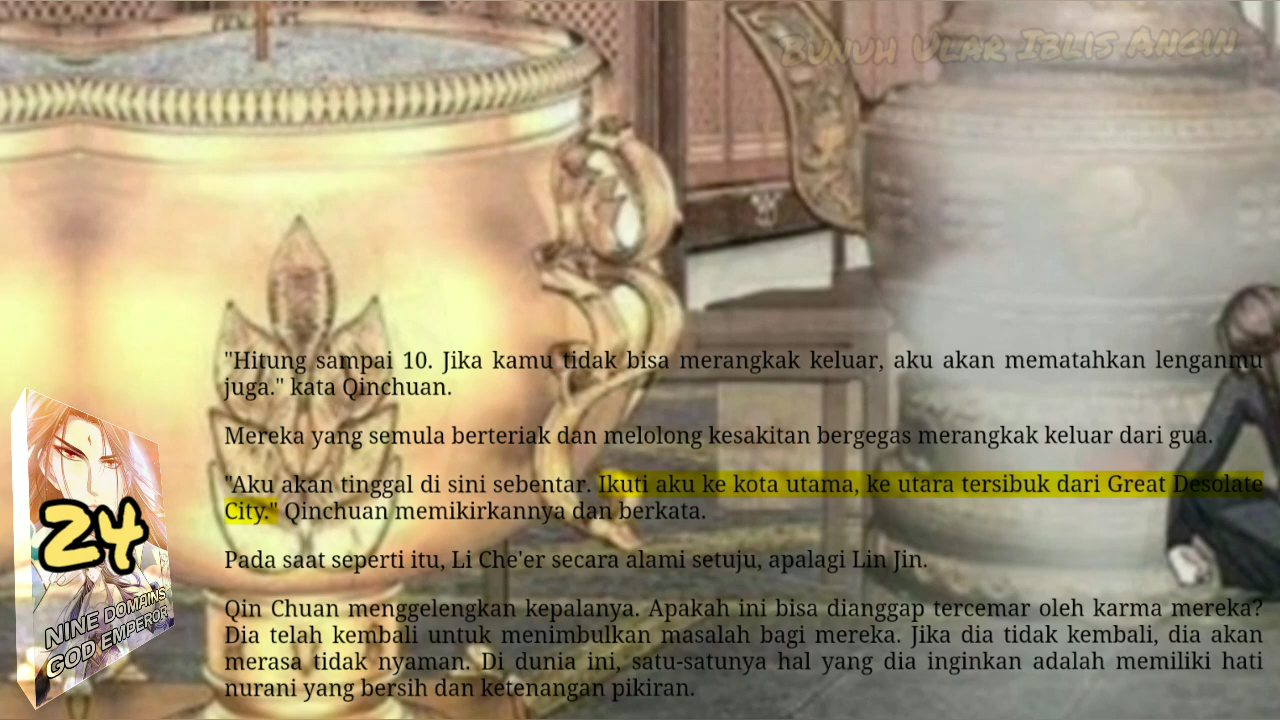 Bunuh Ular Iblis Angin
"Hitung sampai 10. Jika kamu tidak bisa merangkak keluar, aku akan mematahkan lenganmu
juga." kata Qinchuan.
Mereka yang semula berteriak dan melolong kesakitan bergegas merangkak keluar dari gua.
"Aku akan tinggal di sini sebentar. Ikuti aku ke kota utama, ke utara tersibuk dari Great Desolate
City." Qinchuan memikirkannya dan berkata.
Pada saat seperti itu, Li Che'er secara alami setuju, apalagi Lin Jin.
Qin Chuan menggelengkan kepalanya. Apakah ini bisa dianggap tercemar oleh karma mereka?
Dia telah kembali untuk menimbulkan masalah bagi mereka. Jika dia tidak kembali, dia akan
merasa tidak nyaman. Di dunia ini, satu-satunya hal yang dia inginkan adalah memiliki hati
nurani yang bersih dan ketenangan pikiran.
24
NINE DOMAINS
GOD EMPEROR